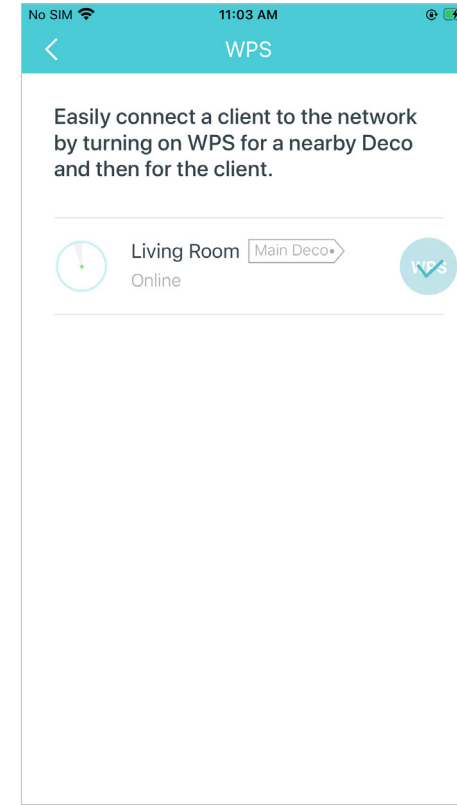 No SIM 11:03 AM
WPS
Easily connect a client to the network
by turning on WPS for a nearby Deco
and then for the client.
Living Room Main Deco
Online
WPS